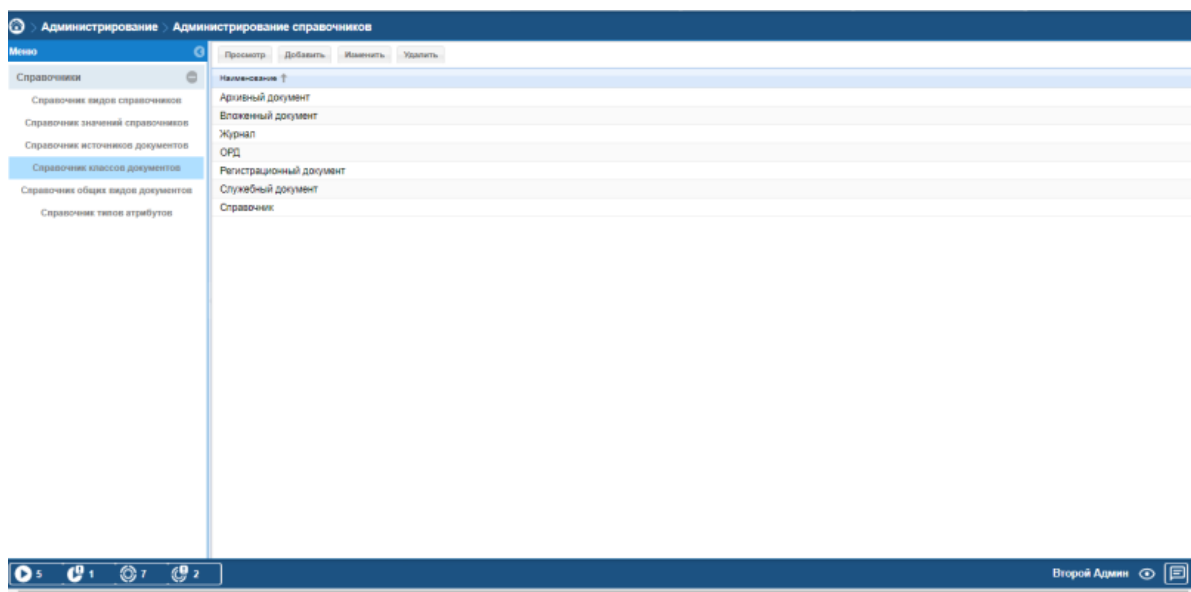 Администрирование > Администрирование справочников
Меню
Просмотр Добавить Изменить Удалить
Справочники
Наименование ↑
Справочник видов справочников
Архивный документ
Вложенный документ
Справочник значений справочников
Журнал
Справочник источников документов
ОРД
Справочник классов документов
Регистрационный документ
Справочник общих видов документов
Служебный документ
Справочник типов атрибутов
Справочник
5 1 7 2
Второй Админ